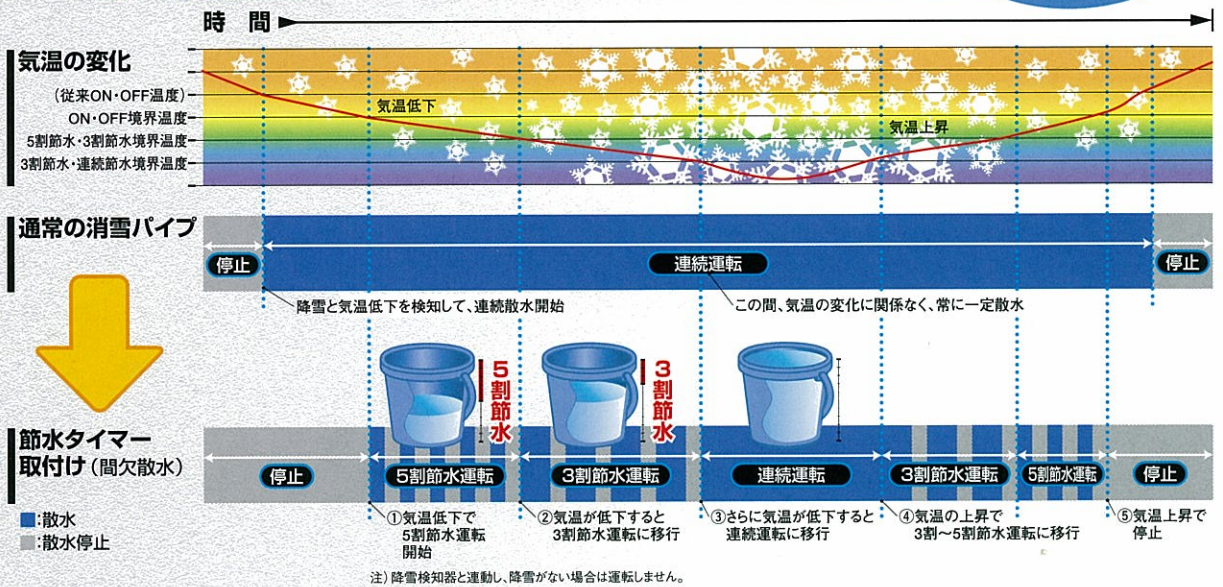 時間
気温の変化
(従来ON・OFF温度)
ON・OFF境界温度
5割節水・3割節水境界温度
3割節水・連続節水境界温度
気温低下
気温上昇
通常の消雪パイプ
停止
連続運転
停止
降雪と気温低下を検知して、連続散水開始
この間、気温の変化に関係なく、常に一定散水
5割節水
3割節水
節水タイマー
取付け(間欠散水)
停止
5割節水運転
3割節水運転
連続運転
3割節水運転
5割節水運転
停止
:散水
:散水停止
①気温低下で
5割節水運転
開始
②気温が低下すると
3割節水運転に移行
③さらに気温が低下すると
連続運転に移行
④気温の上昇で
3割〜5割節水運転に移行
⑤気温上昇で
停止
注)降雪検知器と連動し、降雪がない場合は運転しません。